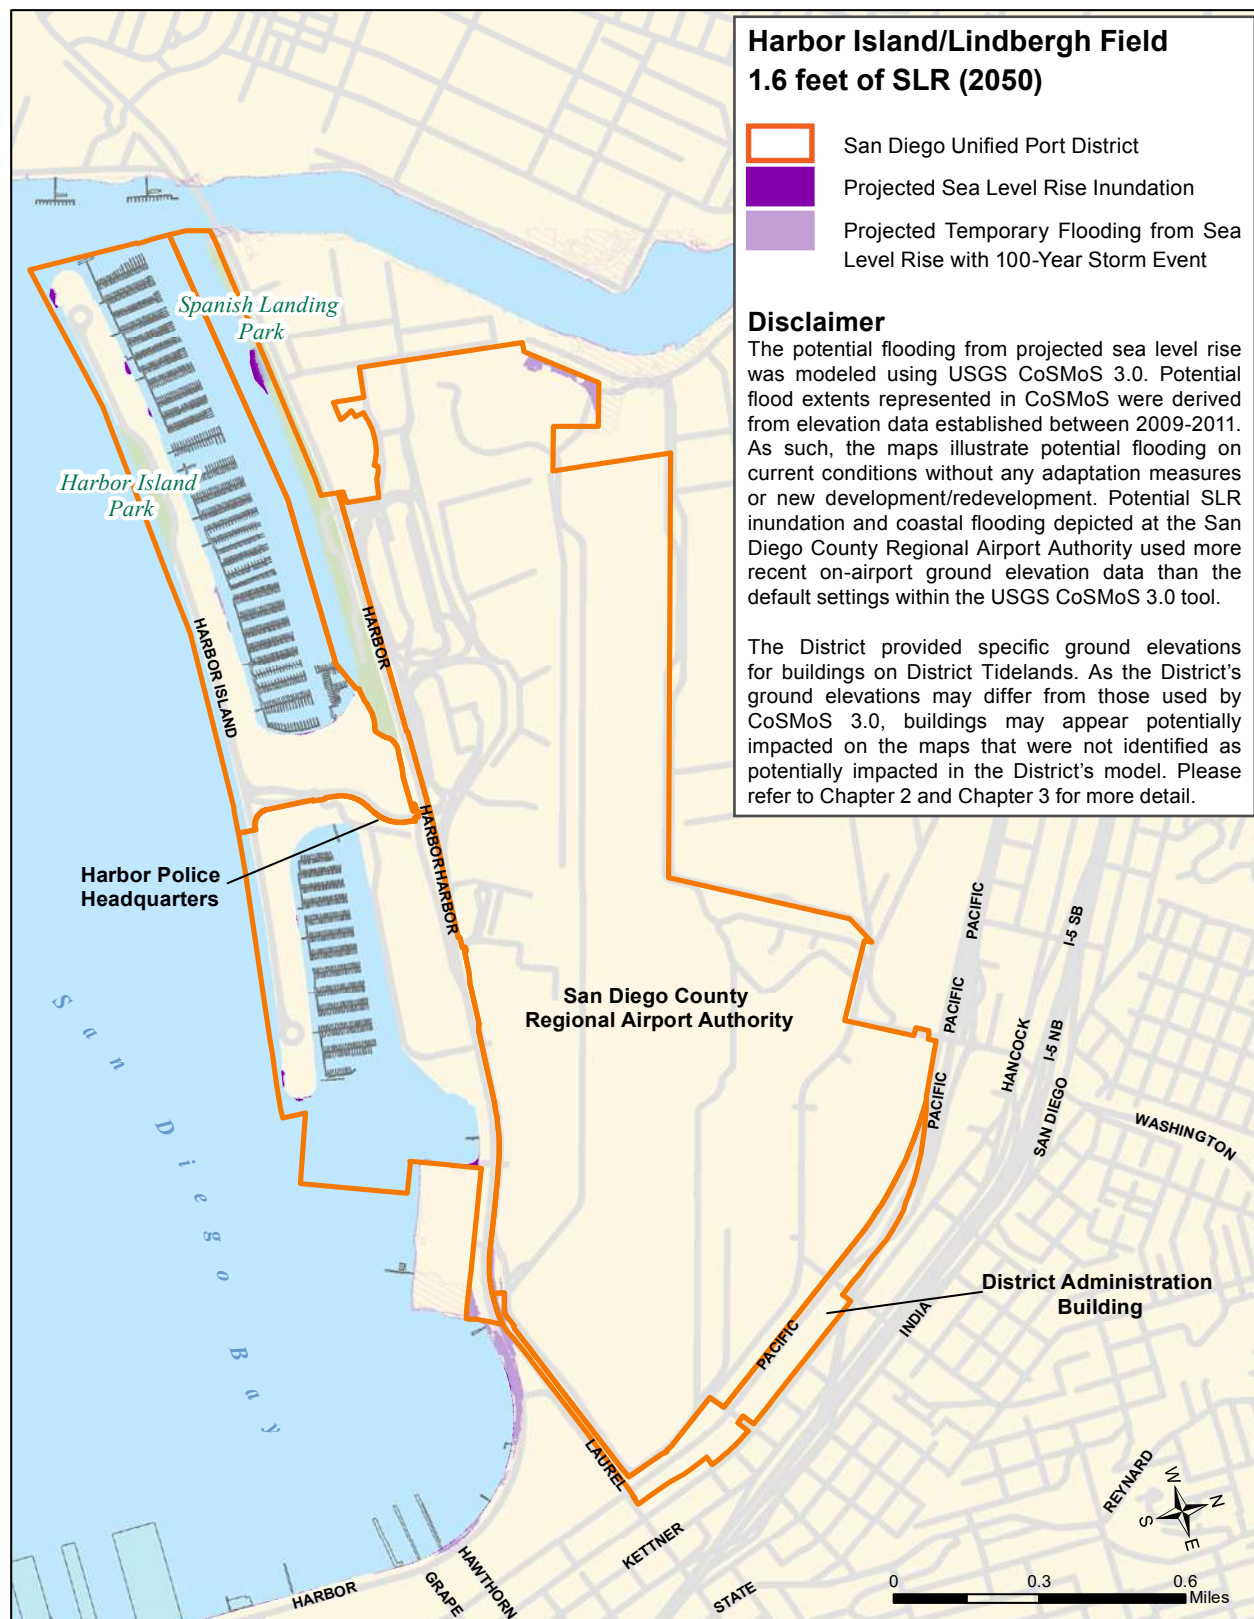 Harbor Island/Lindbergh Field
1.6 feet of SLR (2050)
San Diego Unified Port District
Projected Sea Level Rise Inundation
Projected Temporary Flooding from Sea
Level Rise with 100-Year Storm Event
Disclaimer
The potential flooding from projected sea level rise
was modeled using USGS CoSMoS 3.0. Potential
flood extents represented in CoSMoS were derived
from elevation data established between 2009-2011.
As such, the maps illustrate potential flooding on
current conditions without any adaptation measures
or new development/redevelopment. Potential SLR
inundation and coastal flooding depicted at the San
Diego County Regional Airport Authority used more
recent on-airport ground elevation data than the
default settings within the USGS CoSMoS 3.0 tool.
The District provided specific ground elevations
for buildings on District Tidelands. As the District's
ground elevations may differ from those used by
CoSMoS 3.0, buildings may appear potentially
impacted on the maps that were not identified as
potentially impacted in the District's model. Please
refer to Chapter 2 and Chapter 3 for more detail.
Spanish Landing
Park
Harbor Island
Park
HARBOR ISLAND
HARBOR
HARBOR
HARBOR
Harbor Police
Headquarters
San Diego County
Regional Airport Authority
PACIFIC
PACIFIC
PACIFIC
I-5 SB
I-5 NB
HANCOCK
SAN DIEGO
WASHINGTON
San Diego Bay
District Administration
Building
INDIA
PACIFIC
LAUREL
REYNARD
KETTNER
STATE
HAWTHORN
GRAPE
HARBOR
W
N
S
E
0 0.3 0.6
Miles